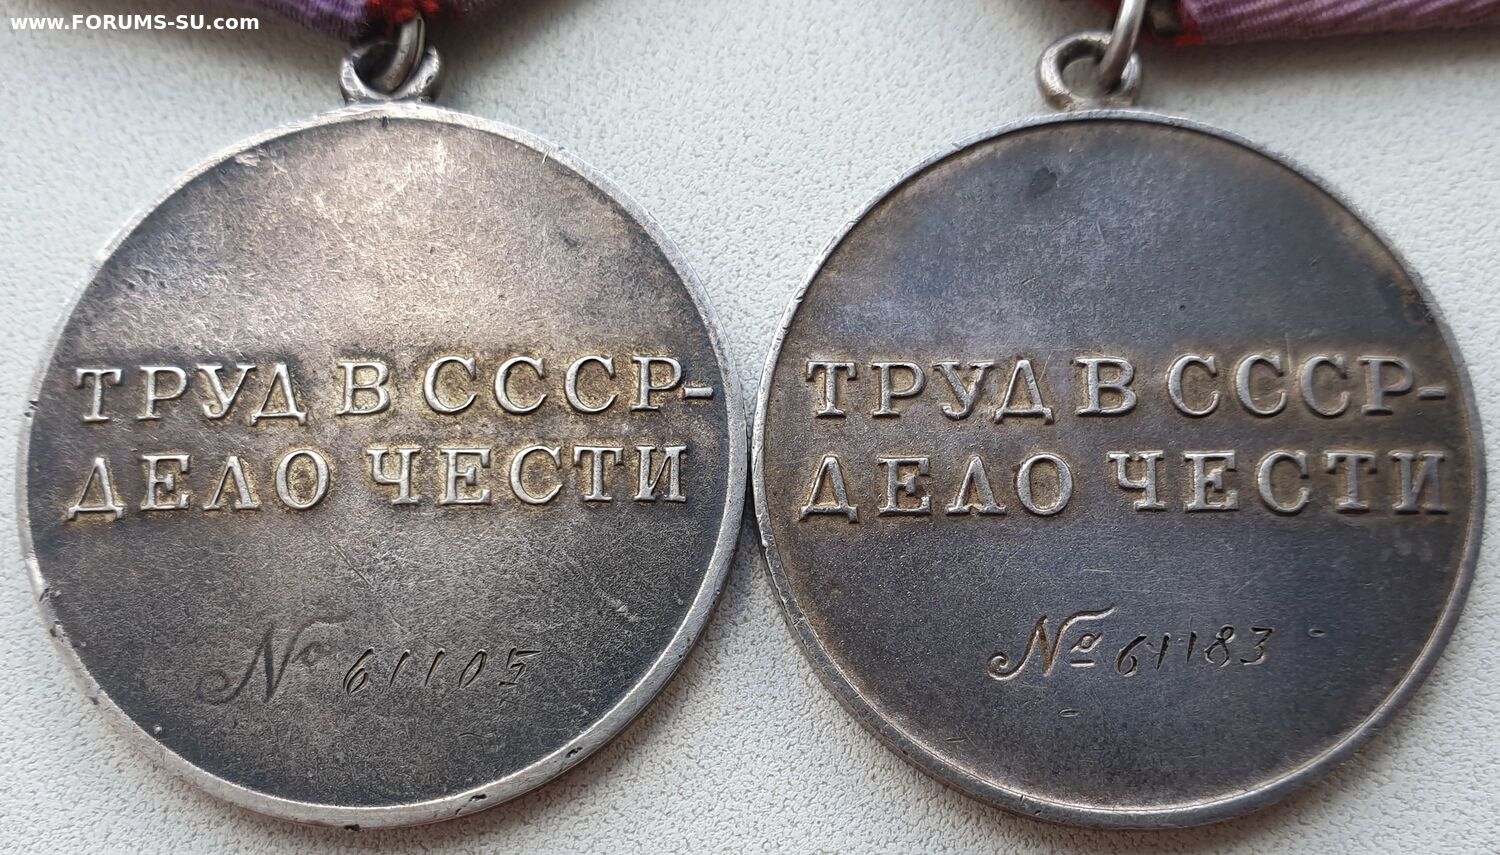 www.FORUMS-SU.com
ТРУД В СССР-
ДЕЛО ЧЕСТИ
№ 61105
ТРУД В СССР-
ДЕЛО ЧЕСТИ
№ 61183